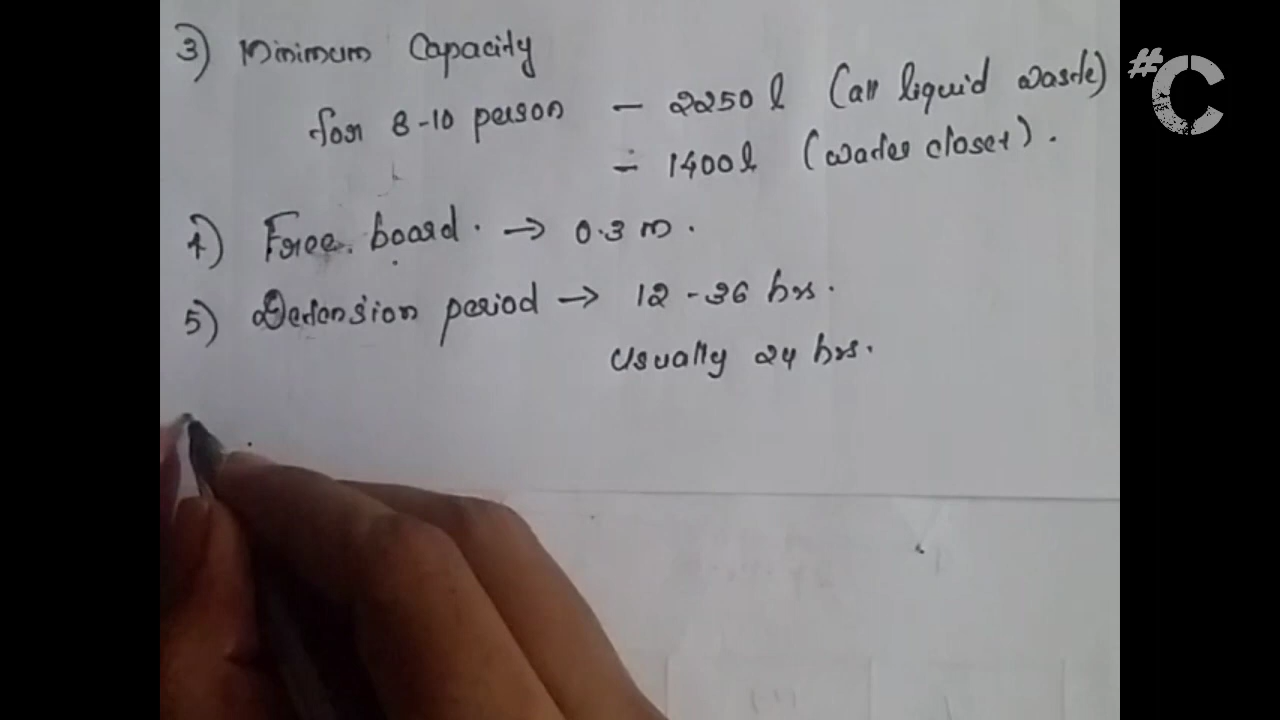 3) Minimum Capacity
for 8-10 person - 2250 l (all liquid waste)
- 1400 l (water closet).
4) Free board. → 0.3 m.
5) Detension period → 12 - 36 hrs.
Usually 24 hrs.
#C